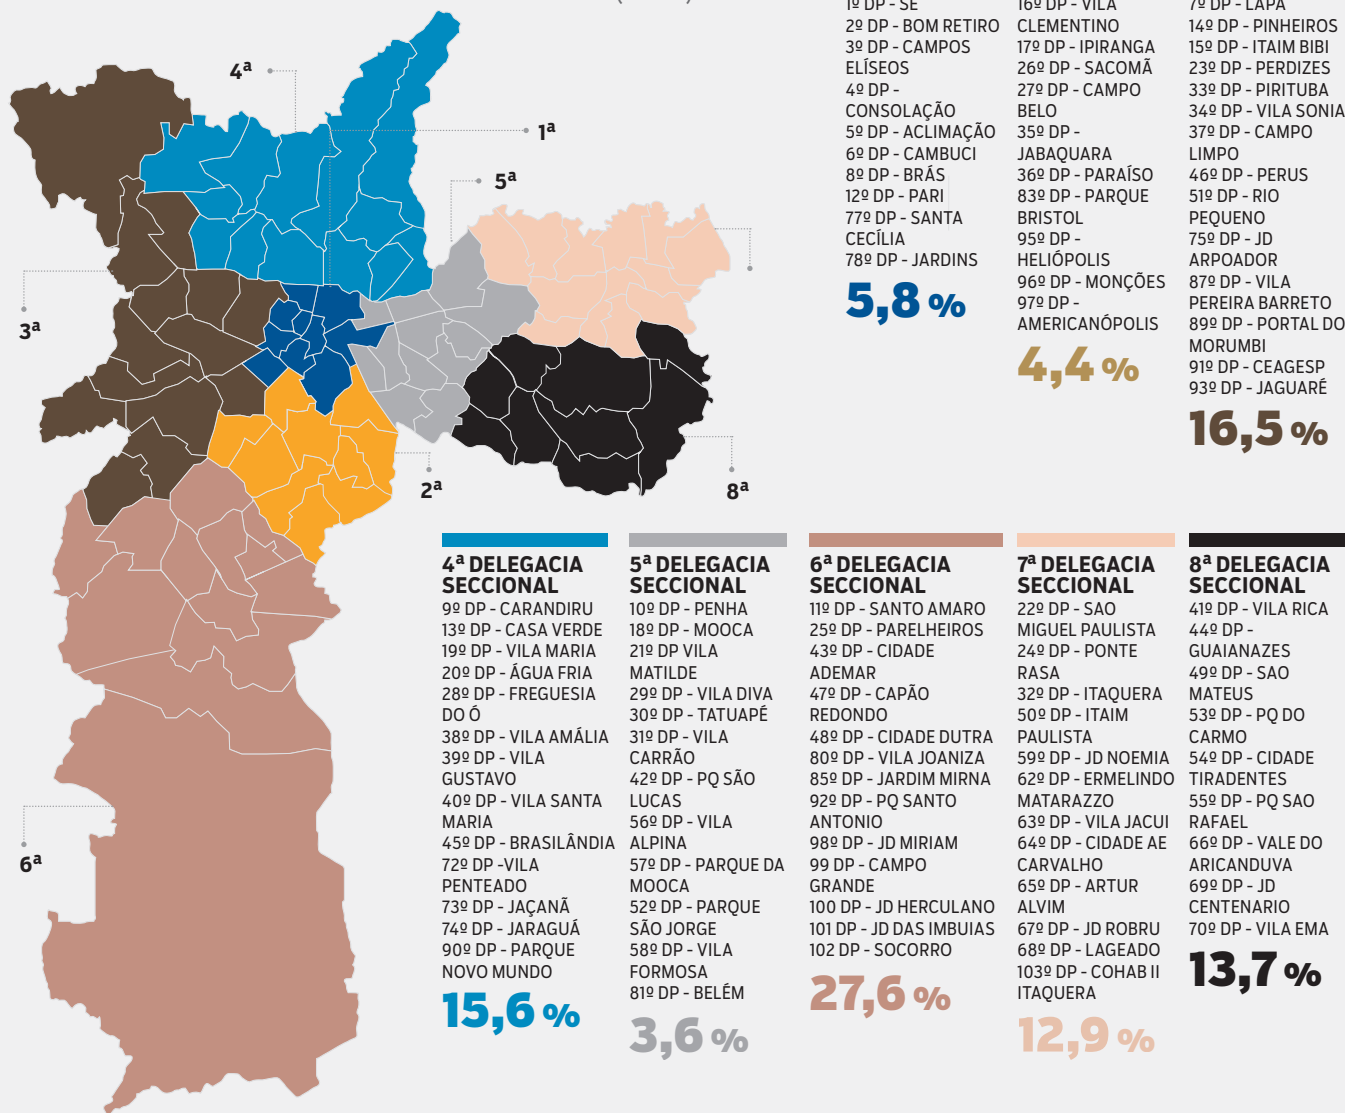 4ª
1ª
5ª
3ª
2ª
8ª
6ª
1º DP - SÉ
2º DP - BOM RETIRO
3º DP - CAMPOS
ELÍSEOS
4º DP -
CONSOLAÇÃO
5º DP - ACLIMAÇÃO
6º DP - CAMBUCI
8º DP - BRÁS
12º DP - PARI
77º DP - SANTA
CECÍLIA
78º DP - JARDINS
5,8 %
16º DP - VILA
CLEMENTINO
17º DP - IPIRANGA
26º DP - SACOMÃ
27º DP - CAMPO
BELO
35º DP -
JABAQUARA
36º DP - PARAÍSO
83º DP - PARQUE
BRISTOL
95º DP -
HELIÓPOLIS
96º DP - MONÇÕES
97º DP -
AMERICANÓPOLIS
4,4 %
7º DP - LAPA
14º DP - PINHEIROS
15º DP - ITAIM BIBI
23º DP - PERDIZES
33º DP - PIRITUBA
34º DP - VILA SONIA
37º DP - CAMPO
LIMPO
46º DP - PERUS
51º DP - RIO
PEQUENO
75º DP - JD
ARPOADOR
87º DP - VILA
PEREIRA BARRETO
89º DP - PORTAL DO
MORUMBI
91º DP - CEAGESP
93º DP - JAGUARÉ
16,5 %
4ª DELEGACIA
SECCIONAL
9º DP - CARANDIRU
13º DP - CASA VERDE
19º DP - VILA MARIA
20º DP - ÁGUA FRIA
28º DP - FREGUESIA
DO Ó
38º DP - VILA AMÁLIA
39º DP - VILA
GUSTAVO
40º DP - VILA SANTA
MARIA
45º DP - BRASILÂNDIA
72º DP -VILA
PENTEADO
73º DP - JAÇANÃ
74º DP - JARAGUÁ
90º DP - PARQUE
NOVO MUNDO
15,6 %
5ª DELEGACIA
SECCIONAL
10º DP - PENHA
18º DP - MOOCA
21º DP VILA
MATILDE
29º DP - VILA DIVA
30º DP - TATUAPÉ
31º DP - VILA
CARRÃO
42º DP - PQ SÃO
LUCAS
56º DP - VILA
ALPINA
57º DP - PARQUE DA
MOOCA
52º DP - PARQUE
SÃO JORGE
58º DP - VILA
FORMOSA
81º DP - BELÉM
3,6 %
6ª DELEGACIA
SECCIONAL
11º DP - SANTO AMARO
25º DP - PARELHEIROS
43º DP - CIDADE
ADEMAR
47º DP - CAPÃO
REDONDO
48º DP - CIDADE DUTRA
80º DP - VILA JOANIZA
85º DP - JARDIM MIRNA
92º DP - PQ SANTO
ANTONIO
98º DP - JD MIRIAM
99 DP - CAMPO
GRANDE
100 DP - JD HERCULANO
101 DP - JD DAS IMBUIAS
102 DP - SOCORRO
27,6 %
7ª DELEGACIA
SECCIONAL
22º DP - SAO
MIGUEL PAULISTA
24º DP - PONTE
RASA
32º DP - ITAQUERA
50º DP - ITAIM
PAULISTA
59º DP - JD NOEMIA
62º DP - ERMELINDO
MATARAZZO
63º DP - VILA JACUI
64º DP - CIDADE AE
CARVALHO
65º DP - ARTUR
ALVIM
67º DP - JD ROBRU
68º DP - LAGEADO
103º DP - COHAB II
ITAQUERA
12,9 %
8ª DELEGACIA
SECCIONAL
41º DP - VILA RICA
44º DP -
GUAIANAZES
49º DP - SAO
MATEUS
53º DP - PQ DO
CARMO
54º DP - CIDADE
TIRADENTES
55º DP - PQ SAO
RAFAEL
66º DP - VALE DO
ARICANDUVA
69º DP - JD
CENTENARIO
70º DP - VILA EMA
13,7 %